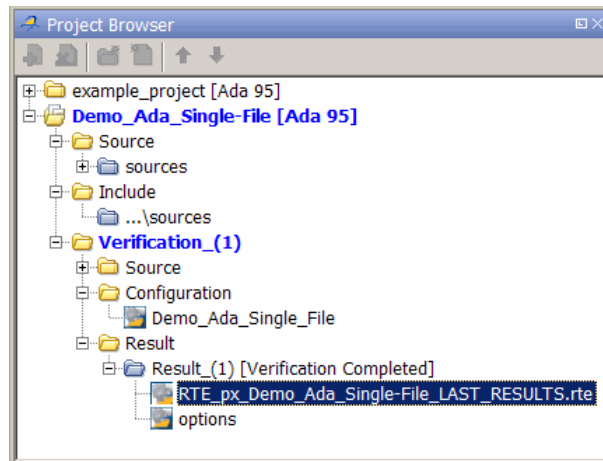 Project Browser
example_project [Ada 95]
Demo_Ada_Single-File [Ada 95]
Source
sources
Include
...\sources
Verification_(1)
Source
Configuration
Demo_Ada_Single_File
Result
Result_(1) [Verification Completed]
RTE_px_Demo_Ada_Single-File_LAST_RESULTS.rte
options